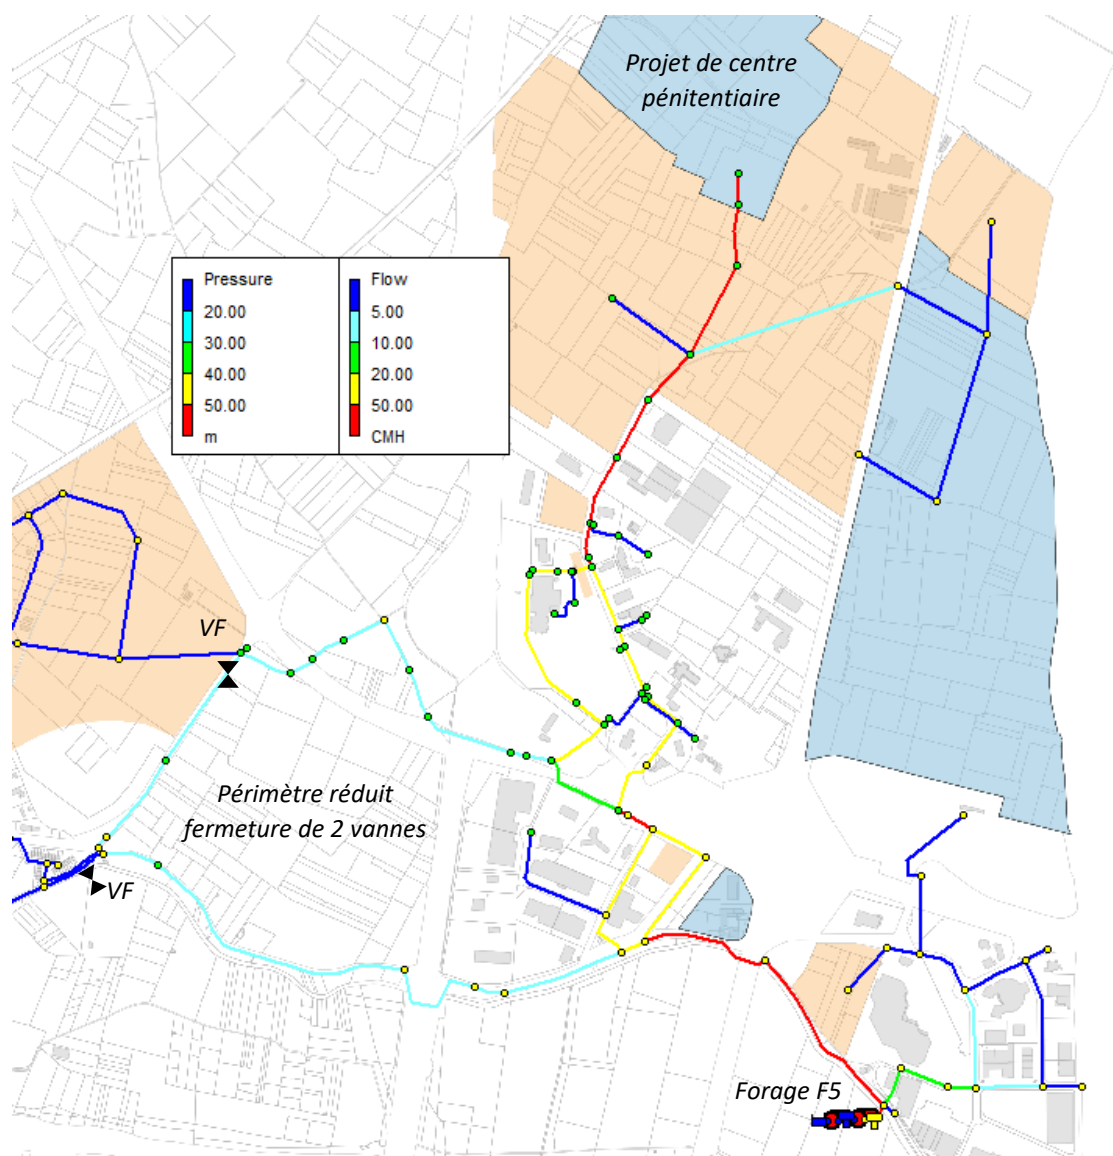 Projet de centre
pénitentiaire
Pressure
20.00
30.00
40.00
50.00
m
Flow
5.00
10.00
20.00
50.00
CMH
VF
Périmètre réduit
fermeture de 2 vannes
VF
Forage F5